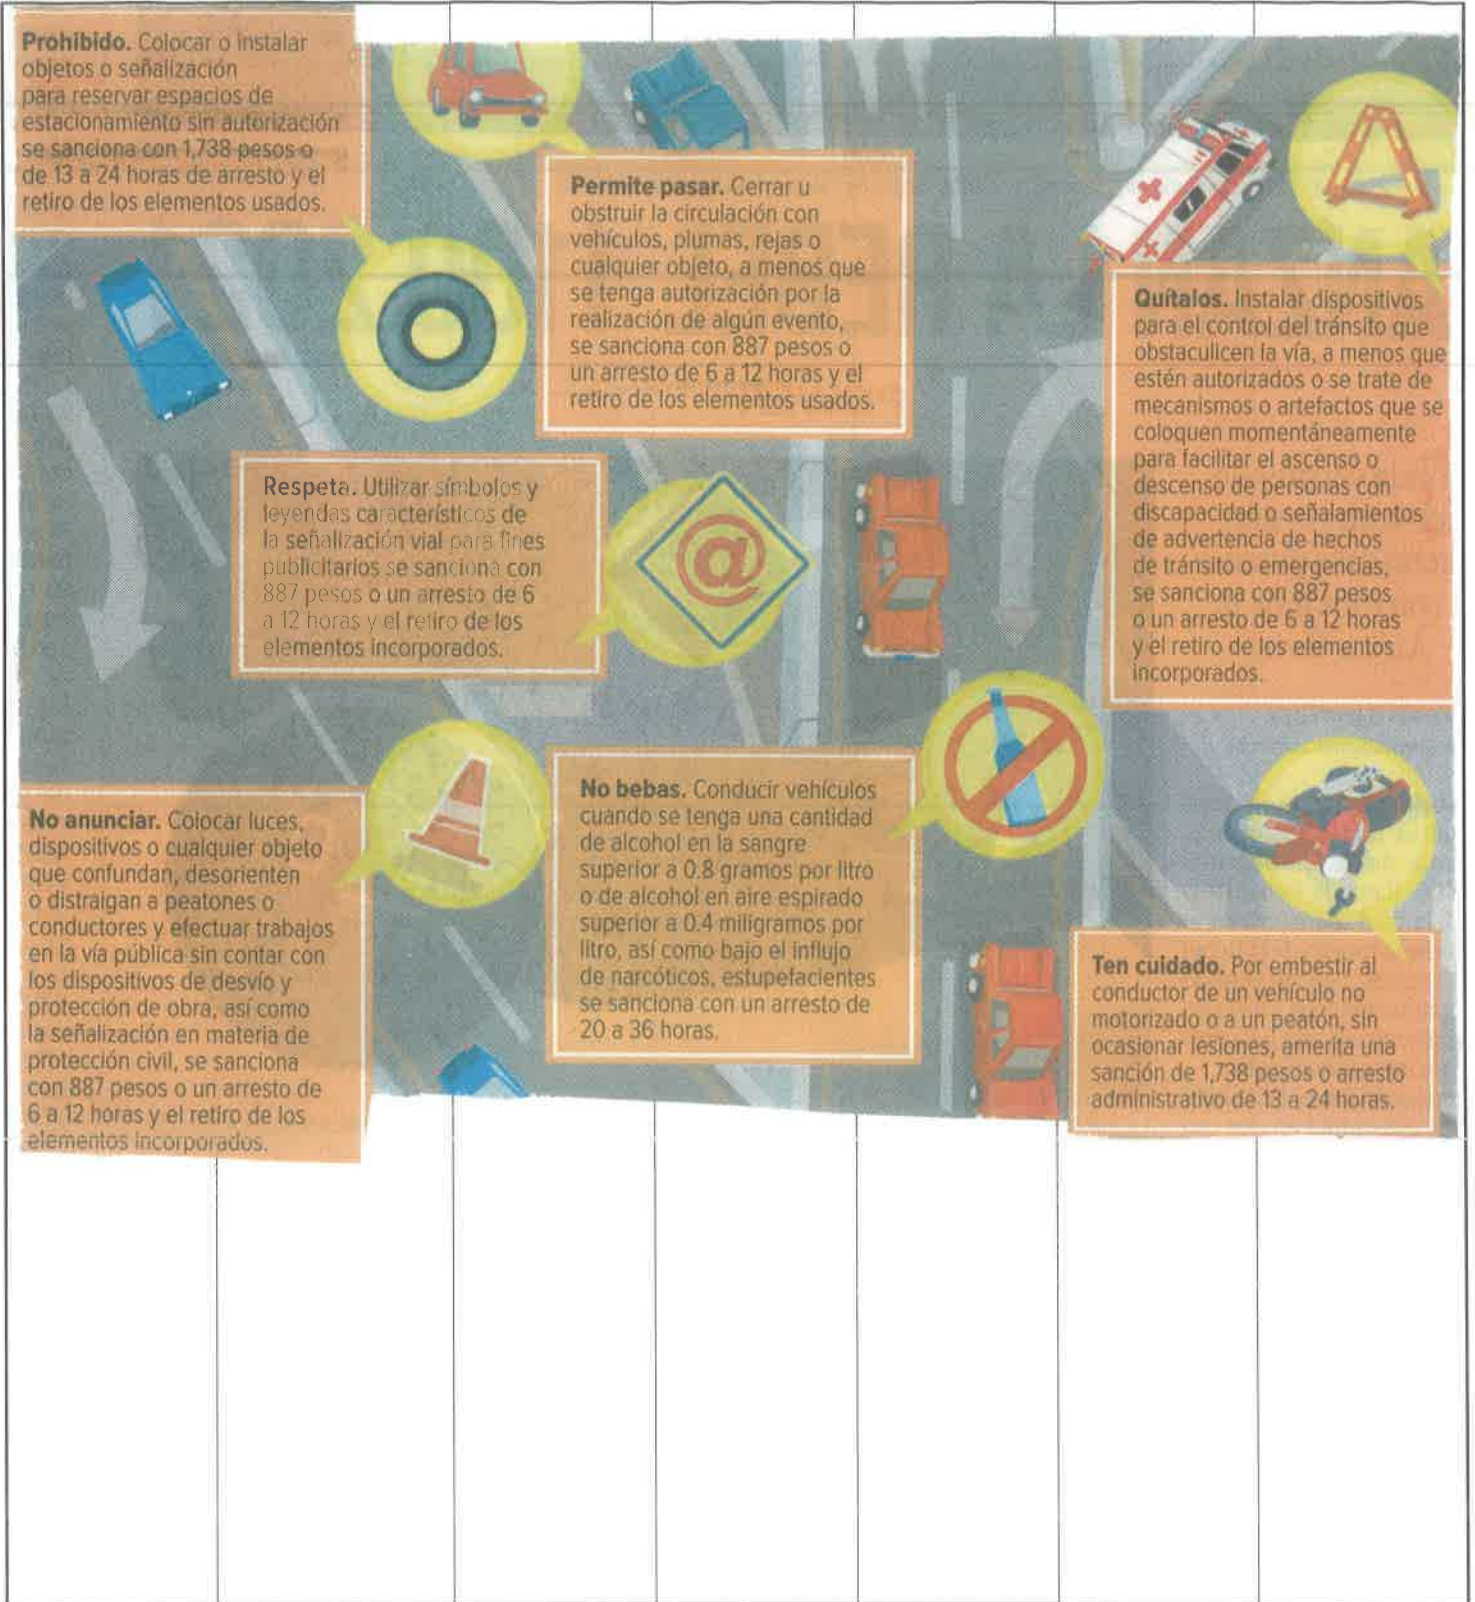 Prohibido. Colocar o instalar
objetos o señalización
para reservar espacios de
estacionamiento sin autorización
se sanciona con 1,738 pesos o
de 13 a 24 horas de arresto y el
retiro de los elementos usados.
Permite pasar. Cerrar u
obstruir la circulación con
vehículos, plumas, rejas o
cualquier objeto, a menos que
se tenga autorización por la
realización de algún evento,
se sanciona con 887 pesos o
un arresto de 6 a 12 horas y el
retiro de los elementos usados.
Quítalos. Instalar dispositivos
para el control del tránsito que
obstaculicen la vía, a menos que
estén autorizados o se trate de
mecanismos o artefactos que se
coloquen momentáneamente
para facilitar el ascenso o
descenso de personas con
discapacidad o señalamientos
de advertencia de hechos
de tránsito o emergencias,
se sanciona con 887 pesos
o un arresto de 6 a 12 horas
y el retiro de los elementos
incorporados.
Respeta. Utilizar símbolos y
leyendas característicos de
la señalización vial para fines
publicitarios se sanciona con
887 pesos o un arresto de 6
a 12 horas y el retiro de los
elementos incorporados.
@
No anunciar. Colocar luces,
dispositivos o cualquier objeto
que confundan, desorienten
o distraigan a peatones o
conductores y efectuar trabajos
en la vía pública sin contar con
los dispositivos de desvío y
protección de obra, así como
la señalización en materia de
protección civil, se sanciona
con 887 pesos o un arresto de
6 a 12 horas y el retiro de los
elementos incorporados.
No bebas. Conducir vehículos
cuando se tenga una cantidad
de alcohol en la sangre
superior a 0.8 gramos por litro
o de alcohol en aire espirado
superior a 0.4 miligramos por
litro, así como bajo el influjo
de narcóticos, estupefacientes
se sanciona con un arresto de
20 a 36 horas.
Ten cuidado. Por embestir al
conductor de un vehículo no
motorizado o a un peatón, sin
ocasionar lesiones, amerita una
sanción de 1,738 pesos o arresto
administrativo de 13 a 24 horas.